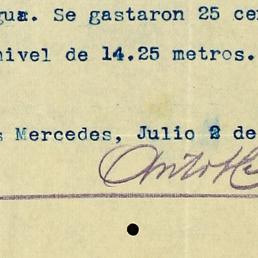 gua. Se gastaron 25 cen
nivel de 14.25 metros.
s Mercedes, Julio 2 de